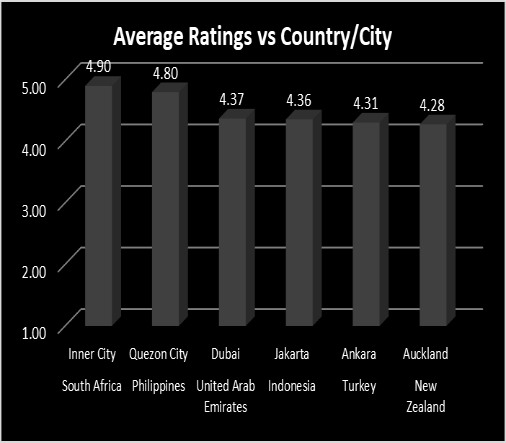 Average Ratings vs Country/City
4.90
4.80
4.37
4.36
4.31
4.28
5.00
4.00
3.00
2.00
1.00
Inner City Quezon City Dubai Jakarta Ankara Auckland
South Africa Philippines United Arab Indonesia Turkey New
Emirates Zealand